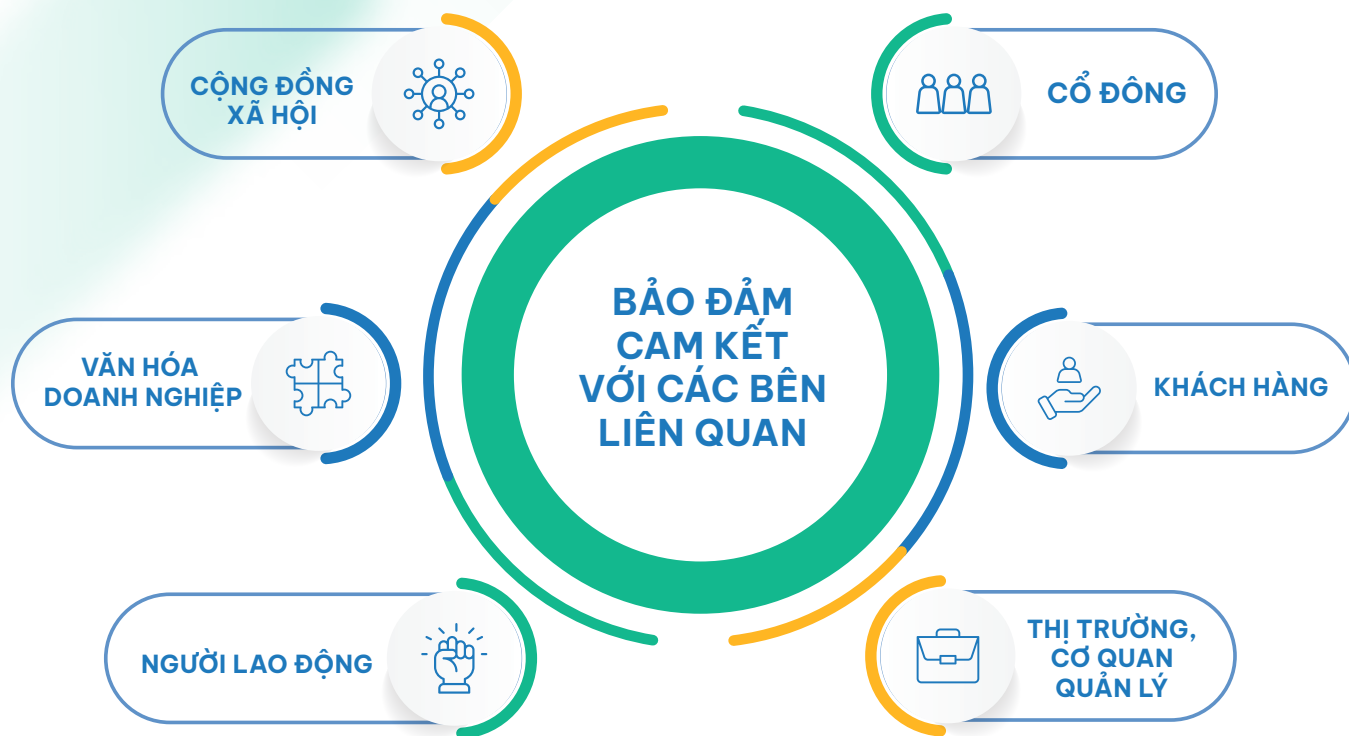 CỘNG ĐỒNG
XÃ HỘI
CỔ ĐÔNG
BẢO ĐẢM
CAM KẾT
VỚI CÁC BÊN
LIÊN QUAN
VĂN HÓA
DOANH NGHIỆP
KHÁCH HÀNG
NGƯỜI LAO ĐỘNG
THỊ TRƯỜNG,
CƠ QUAN
QUẢN LÝ